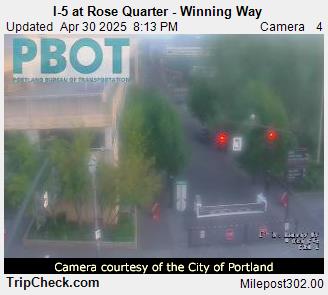 I-5 at Rose Quarter - Winning Way
Updated Apr 30 2025 8:13 PM Camera 4
PBOT
PORTLAND BUREAU OF TRANSPORTATION
Camera courtesy of the City of Portland
TripCheck.com Milepost302.00